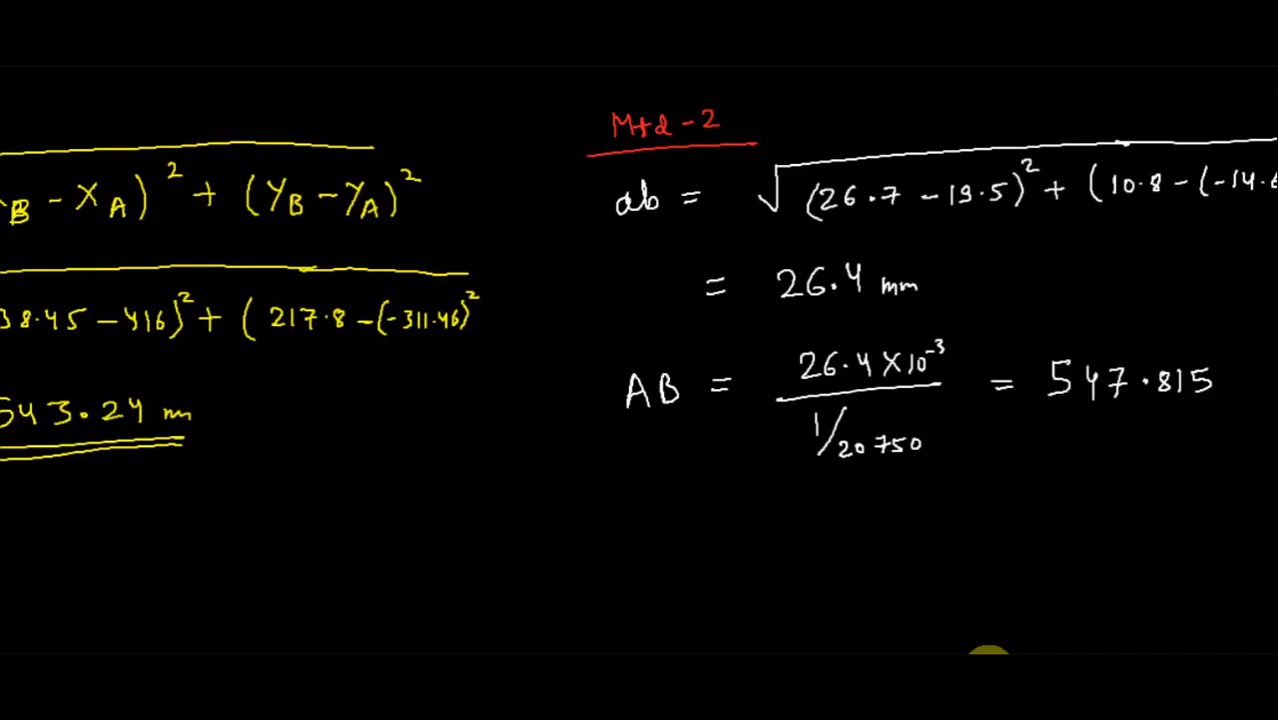 B - XA)² + (YB - YA)²
38.45 - 416)² + (217.8 - (-311.46)²
543.24 m
Mtd - 2
ab = √(26.7 - 19.5)² + (10.8 - (-14.6
= 26.4 mm
AB = 26.4 X 10⁻³ / 1/20750 = 547.815